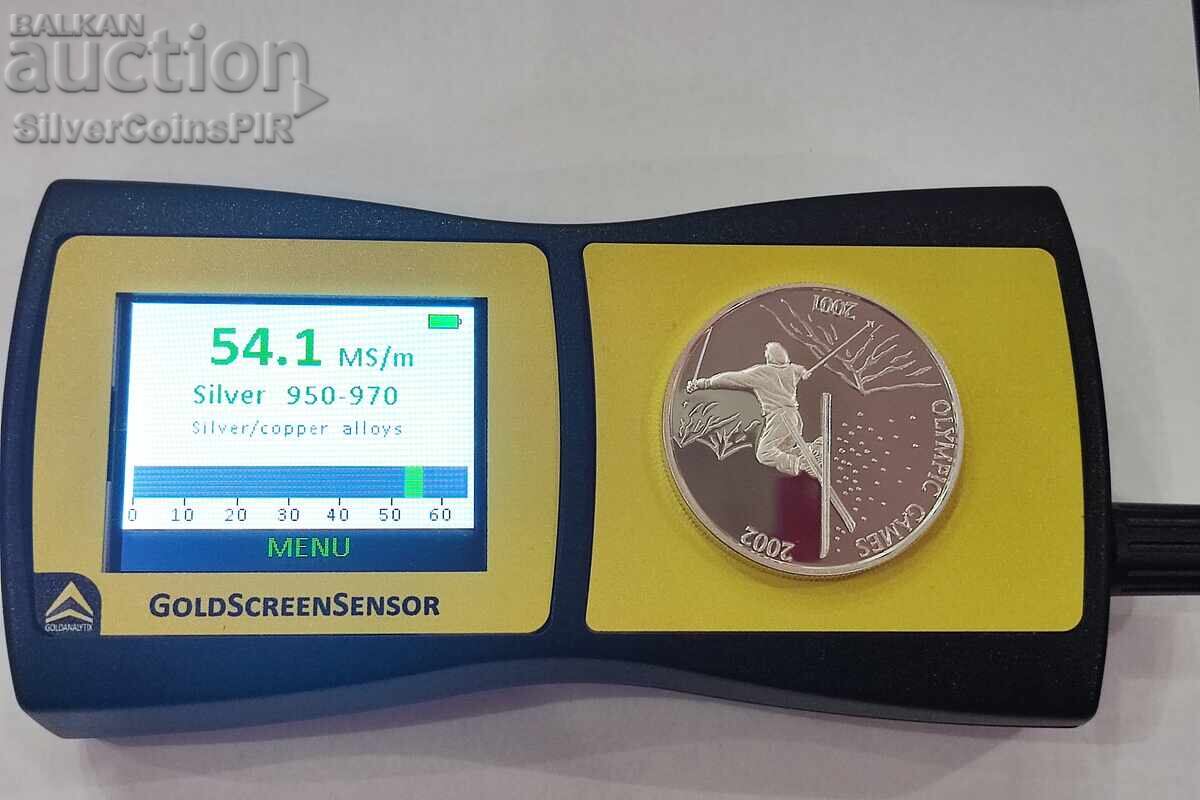 BALKAN
auction
SilverCoinsPIR
54.1 MS/m
Silver 950-970
Silver/copper alloys
0 10 20 30 40 50 60
MENU
GOLDSCREENSENSOR
GOLDANALYTIX
2001
OLYMPIC GAMES
2002